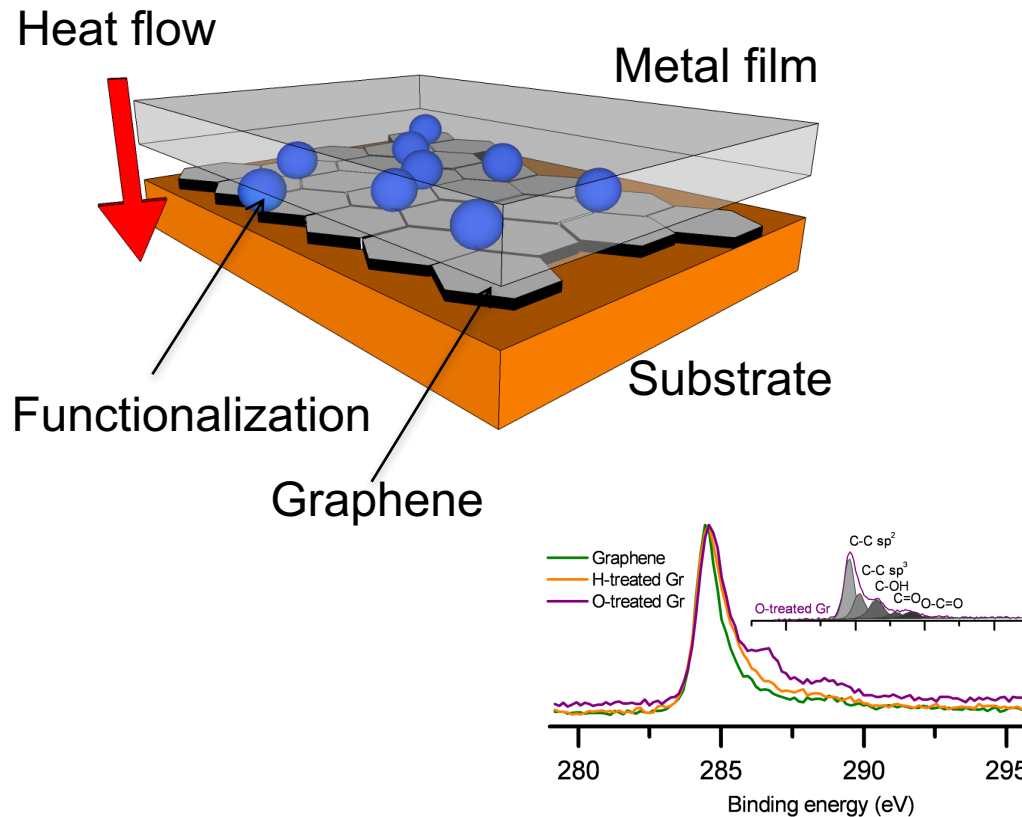 Heat flow
Metal film
Substrate
Functionalization
Graphene
Graphene
H-treated Gr
O-treated Gr
C-C sp²
C-C sp³
C-OH
C=O
O-C=O
O-treated Gr
280 285 290 295
Binding energy (eV)